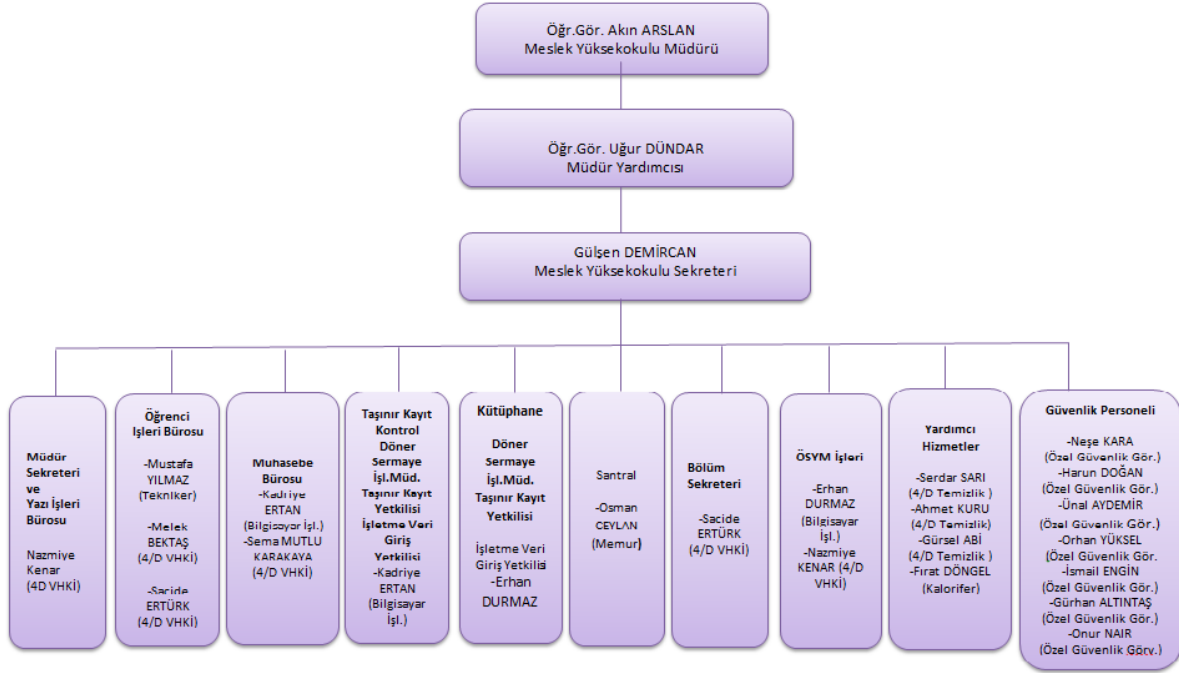 Öğr.Gör. Akın ARSLAN
Meslek Yüksekokulu Müdürü
Öğr.Gör. Uğur DÜNDAR
Müdür Yardımcısı
Gülşen DEMİRCAN
Meslek Yüksekokulu Sekreteri
Müdür
Sekreteri
ve
Yazı İşleri
Bürosu
Nazmiye
Kenar
(4D VHKİ)
Öğrenci
İşleri Bürosu
-Mustafa
YILMAZ
(Tekniker)
-Melek
BEKTAŞ
(4/D VHKİ)
-Sacide
ERTÜRK
(4/D VHKİ)
Muhasebe
Bürosu
-Kadriye
ERTAN
(Bilgisayar İşl.)
-Sema MUTLU
KARAKAYA
(4/D VHKİ)
Taşınır Kayıt
Kontrol
Döner
Sermaye
İşl.Müd.
Taşınır Kayıt
Yetkilisi
İşletme Veri
Giriş
Yetkilisi
-Kadriye
ERTAN
(Bilgisayar
İşl.)
Kütüphane
Döner
Sermaye
İşl.Müd.
Taşınır Kayıt
Yetkilisi
İşletme Veri
Giriş Yetkilisi
-Erhan
DURMAZ
Santral
-Osman
CEYLAN
(Memur)
Bölüm
Sekreteri
-Sacide
ERTÜRK
(4/D VHKİ)
ÖSYM İşleri
-Erhan
DURMAZ
(Bilgisayar
İşl.)
-Nazmiye
KENAR (4/D
VHKİ)
Yardımcı
Hizmetler
-Serdar SARI
(4/D Temizlik )
-Ahmet KURU
(4/D Temizlik)
-Gürsel ABİ
(4/D Temizlik )
-Fırat DÖNGEL
(Kalorifer)
Güvenlik Personeli
-Neşe KARA
(Özel Güvenlik Gör.)
-Harun DOĞAN
(Özel Güvenlik Gör.)
-Ünal AYDEMİR
(Özel Güvenlik Gör.)
-Orhan YÜKSEL
(Özel Güvenlik Gör.
-İsmail ENGİN
(Özel Güvenlik Gör.)
-Gürhan ALTINTAŞ
(Özel Güvenlik Gör.)
-Onur NAIR
(Özel Güvenlik Görv.)